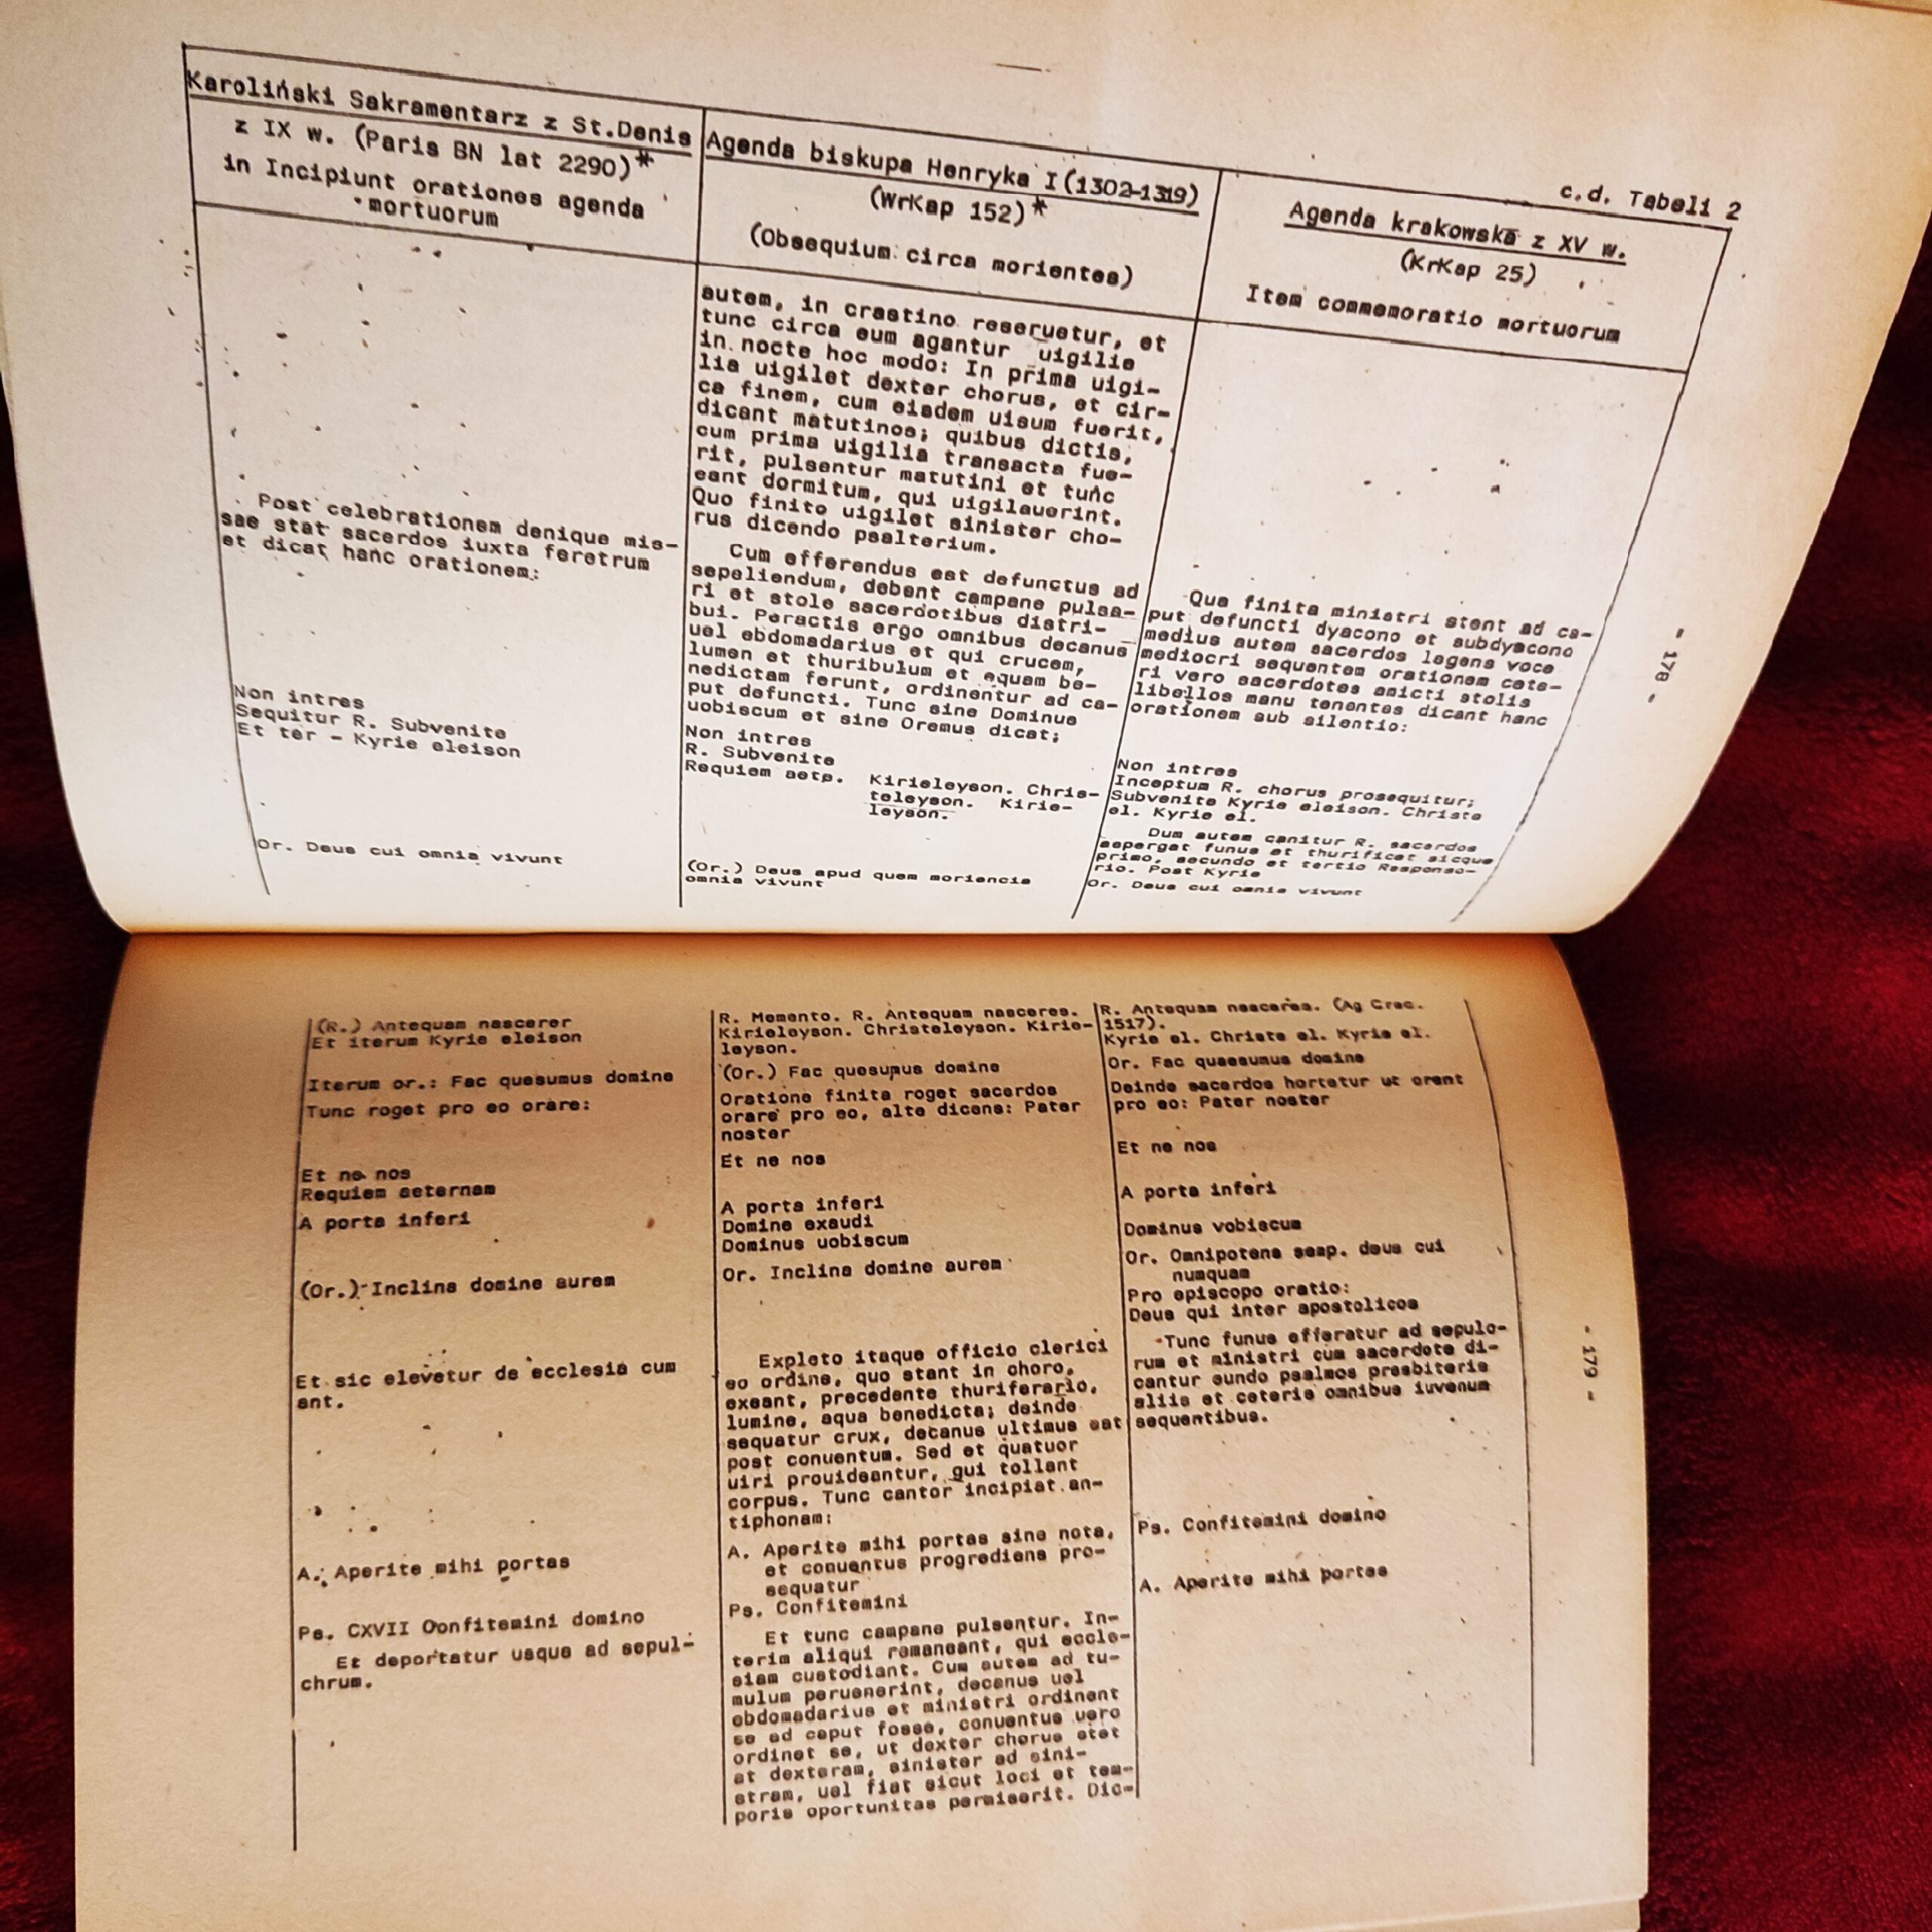 c.d. Tabeli 2
Karoliński Sakramentarz z St.Denis
z IX w. (Paris BN lat 2290)*
in Incipiunt orationes agenda
mortuorum
Agenda biskupa Henryka I(1302-1319)
(WrKap 152)*
(Obsequium circa morientes)
Agenda krakowska z XV w.
(KrKap 25)
Item commemoratio mortuorum
Post celebrationem denique mis-
sae stat sacerdos iuxta feretrum
et dicat hanc orationem:
Non intres
Sequitur R. Subvenite
Et ter - Kyrie eleison
Or. Deus cui omnia vivunt
autem, in crastino reseruetur, et
tunc circa eum agantur uigilie
in nocte hoc modo: In prima uigi-
lia uigilet dexter chorus, et cir-
ca finem, cum eisdem uisum fuerit,
dicant matutinos; quibus dictis,
cum prima uigilia transacta fue-
rit, pulsentur matutini et tunc
eant dormitum, qui uigilauerint.
Quo finito uigilet sinister cho-
rus dicendo psalterium.
Cum efferendus est defunctus ad
sepeliendum, debent campane pulsa-
ri et stole sacerdotibus distri-
bui. Peractis ergo omnibus decanus
uel ebdomadarius et qui crucem,
lumen et thuribulum et aquam be-
nedictam ferunt, ordinentur ad ca-
put defuncti. Tunc sine Dominus
uobiscum et sine Oremus dicat;
Non intres
R. Subvenite
Requiem aete. Kirieleyson. Chris-
teleyson. Kirie-
leyson.
(Or.) Deus apud quem moriencia
omnia vivunt
Que finita ministri stent ad ca-
put defuncti dyacono et subdyacono
medius autem sacerdos legens voce
mediocri sequentem orationem cete-
ri vero sacerdotes amicti stolis
libellos manu tenentes dicant hanc
orationem sub silentio:
Non intres
Inceptum R. chorus prosequitur;
Subvenite Kyrie eleison. Christe
el. Kyrie el.
Dum autem canitur R. sacerdos
aspergat funus et thurificet sicque
primo, secundo et tertio Responso-
rio. Post Kyrie
Or. Deus cui omnia vivunt
- 178 -
(R.) Antequam nascerer
Et iterum Kyrie eleison
Iterum or.: Fac quesumus domine
Tunc roget pro eo orare:
Et ne nos
Requiem aeternam
A porta inferi
(Or.) Inclina domine aurem
Et sic elevetur de ecclesia cum
ant.
A. Aperite mihi portas
Ps. CXVII Confitemini domino
Et deportatur usque ad sepul-
chrum.
R. Memento. R. Antequam nasceres.
Kirieleyson. Christeleyson. Kirie-
leyson.
(Or.) Fac quesumus domine
Oratione finita roget sacerdos
orare pro eo, alte dicens: Pater
noster
Et ne nos
A porta inferi
Domine exaudi
Dominus uobiscum
Or. Inclina domine aurem
Expleto itaque officio clerici
eo ordine, quo stant in choro,
exeant, precedente thuriferario,
lumine, aqua benedicta; deinde
sequatur crux, decanus ultimus eat
post conuentum. Sed et quatuor
uiri prouideantur, qui tollant
corpus. Tunc cantor incipiat an-
tiphonam:
A. Aperite mihi portas sine nota,
et conuentus progrediens pro-
sequatur
Ps. Confitemini
Et tunc campane pulsentur. In-
terim aliqui remaneant, qui eccle-
siam custodiant. Cum autem ad tu-
mulum peruenerint, decanus uel
ebdomadarius et ministri ordinent
se ad caput fosse, conuentus vero
ordinet se, ut dexter chorus stet
at dexteram, sinister ad sini-
stram, uel fiat sicut loci et tem-
poris oportunitas permiserit. Dic-
R. Antequam nasceres. (Ag Crac.
1517).
Kyrie el. Christe el. Kyrie el.
Or. Fac quaesumus domine
Deinde sacerdos hortetur ut orent
pro eo: Pater noster
Et ne nos
A porta inferi
Dominus vobiscum
Or. Omnipotens semp. deus cui
numquam
Pro episcopo oratio:
Deus qui inter apostolicos
Tunc funus efferatur ad sepulc-
rum et ministri cum sacerdote di-
cantur eundo psalmos presbiteris
aliis et ceteris omnibus iuvenum
sequentibus.
Ps. Confitemini domino
A. Aperite mihi portas
- 179 -